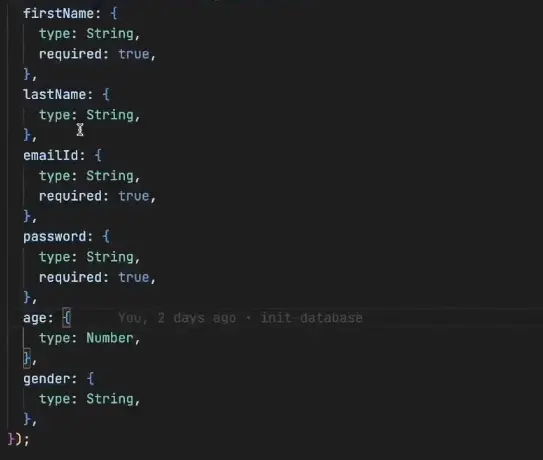 firstName: {
type: String,
required: true,
},
lastName: {
type: String,
},
emailId: {
type: String,
required: true,
},
password: {
type: String,
required: true,
},
age: { You, 2 days ago • init database
type: Number,
},
gender: {
type: String,
},
});